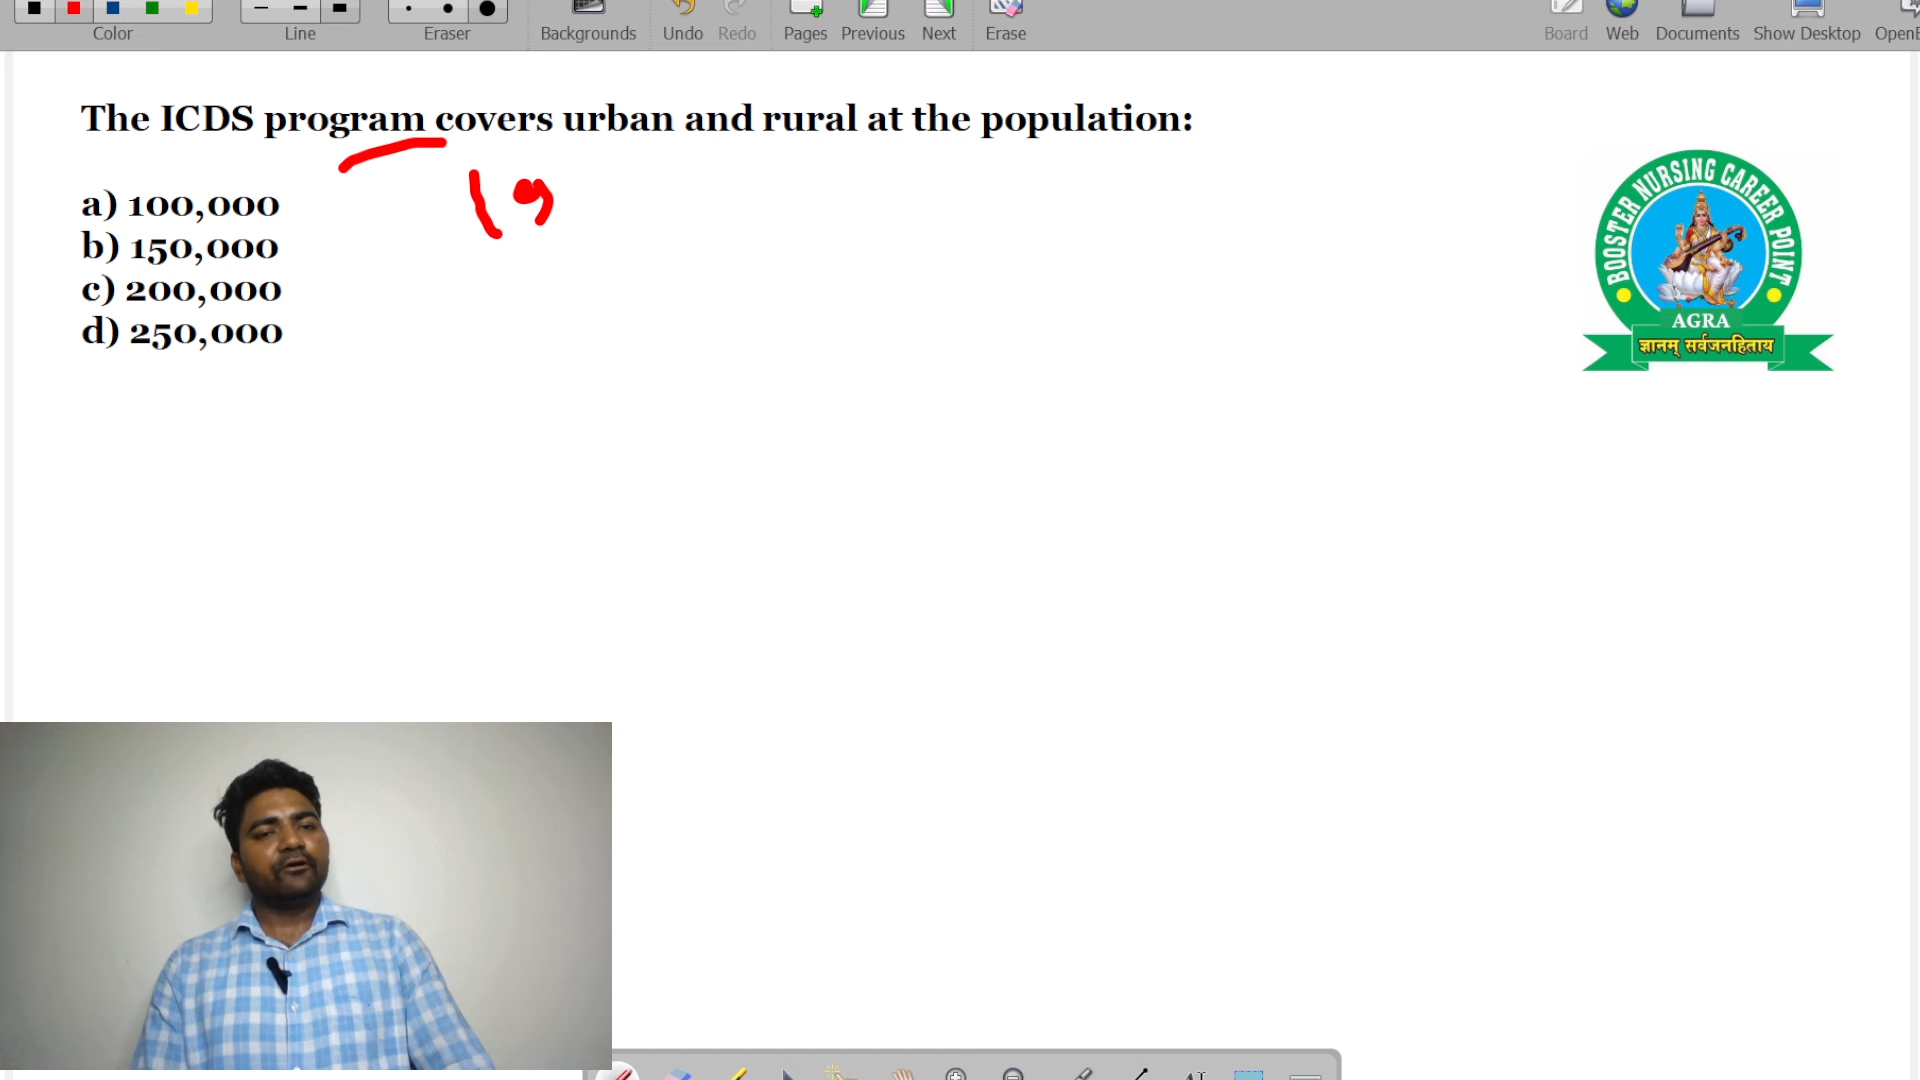 Color
Line
Eraser
Backgrounds
Undo
Redo
Pages
Previous
Next
Erase
Board
Web
Documents
Show Desktop
The ICDS program covers urban and rural at the population:
19
a) 100,000
b) 150,000
c) 200,000
d) 250,000
BOOSTER NURSING CAREER POINT
AGRA
ज्ञानम् सर्वजनहिताय